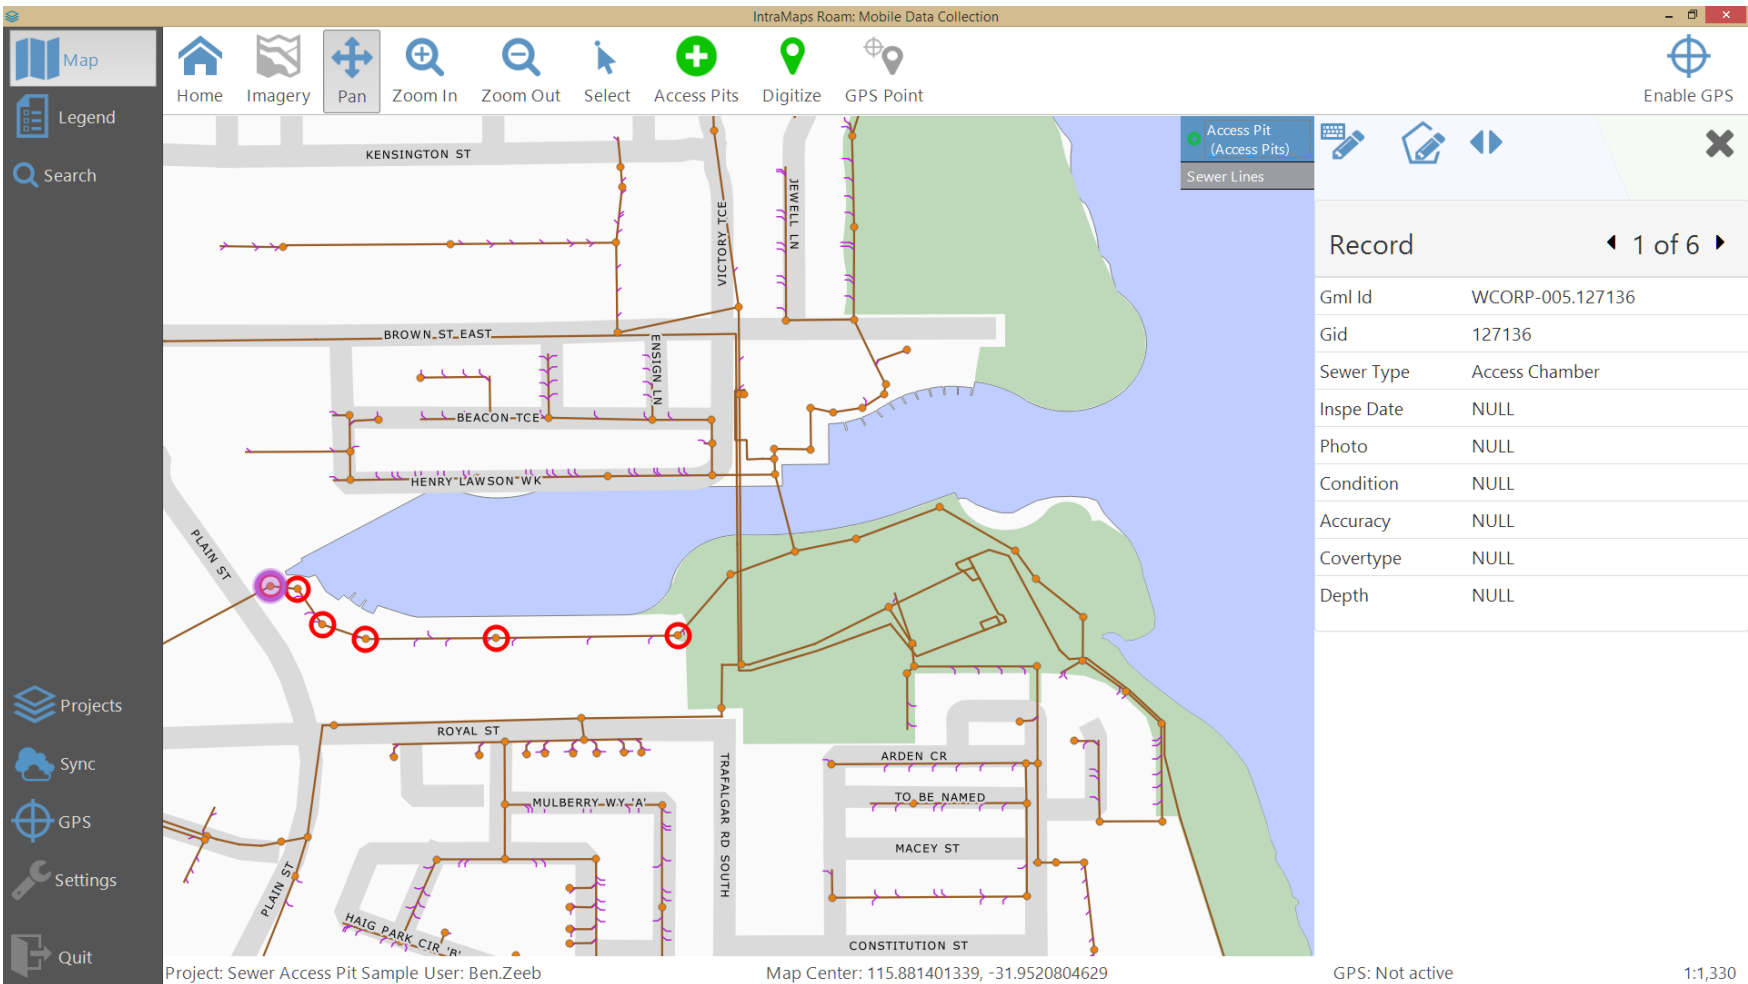 IntraMaps Roam: Mobile Data Collection
Map
Legend
Search
Projects
Sync
GPS
Settings
Quit
Home
Imagery
Pan
Zoom In
Zoom Out
Select
Access Pits
Digitize
GPS Point
Enable GPS
KENSINGTON ST
VICTORY TCE
JEWELL LN
BROWN ST EAST
ENSIGN LN
BEACON TCE
HENRY LAWSON WK
PLAIN ST
ROYAL ST
TRAFALGAR RD SOUTH
ARDEN CR
TO BE NAMED
MULBERRY WY 'A'
MACEY ST
PLAIN ST
HAIG PARK CIR 'B'
CONSTITUTION ST
Access Pit
(Access Pits)
Sewer Lines
Record
1 of 6
Gml Id WCORP-005.127136
Gid 127136
Sewer Type Access Chamber
Inspe Date NULL
Photo NULL
Condition NULL
Accuracy NULL
Covertype NULL
Depth NULL
Project: Sewer Access Pit Sample User: Ben.Zeeb
Map Center: 115.881401339, -31.9520804629
GPS: Not active
1:1,330